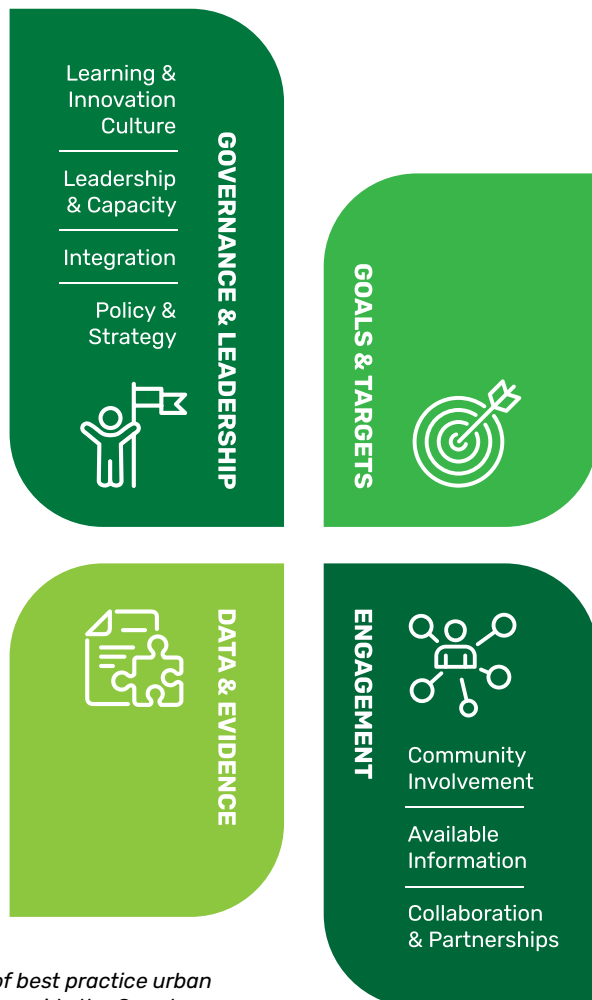 Learning &
Innovation
Culture
Leadership
& Capacity
Integration
Policy &
Strategy
GOVERNANCE & LEADERSHIP
GOALS & TARGETS
DATA & EVIDENCE
ENGAGEMENT
Community
Involvement
Available
Information
Collaboration
& Partnerships
of best practice urban